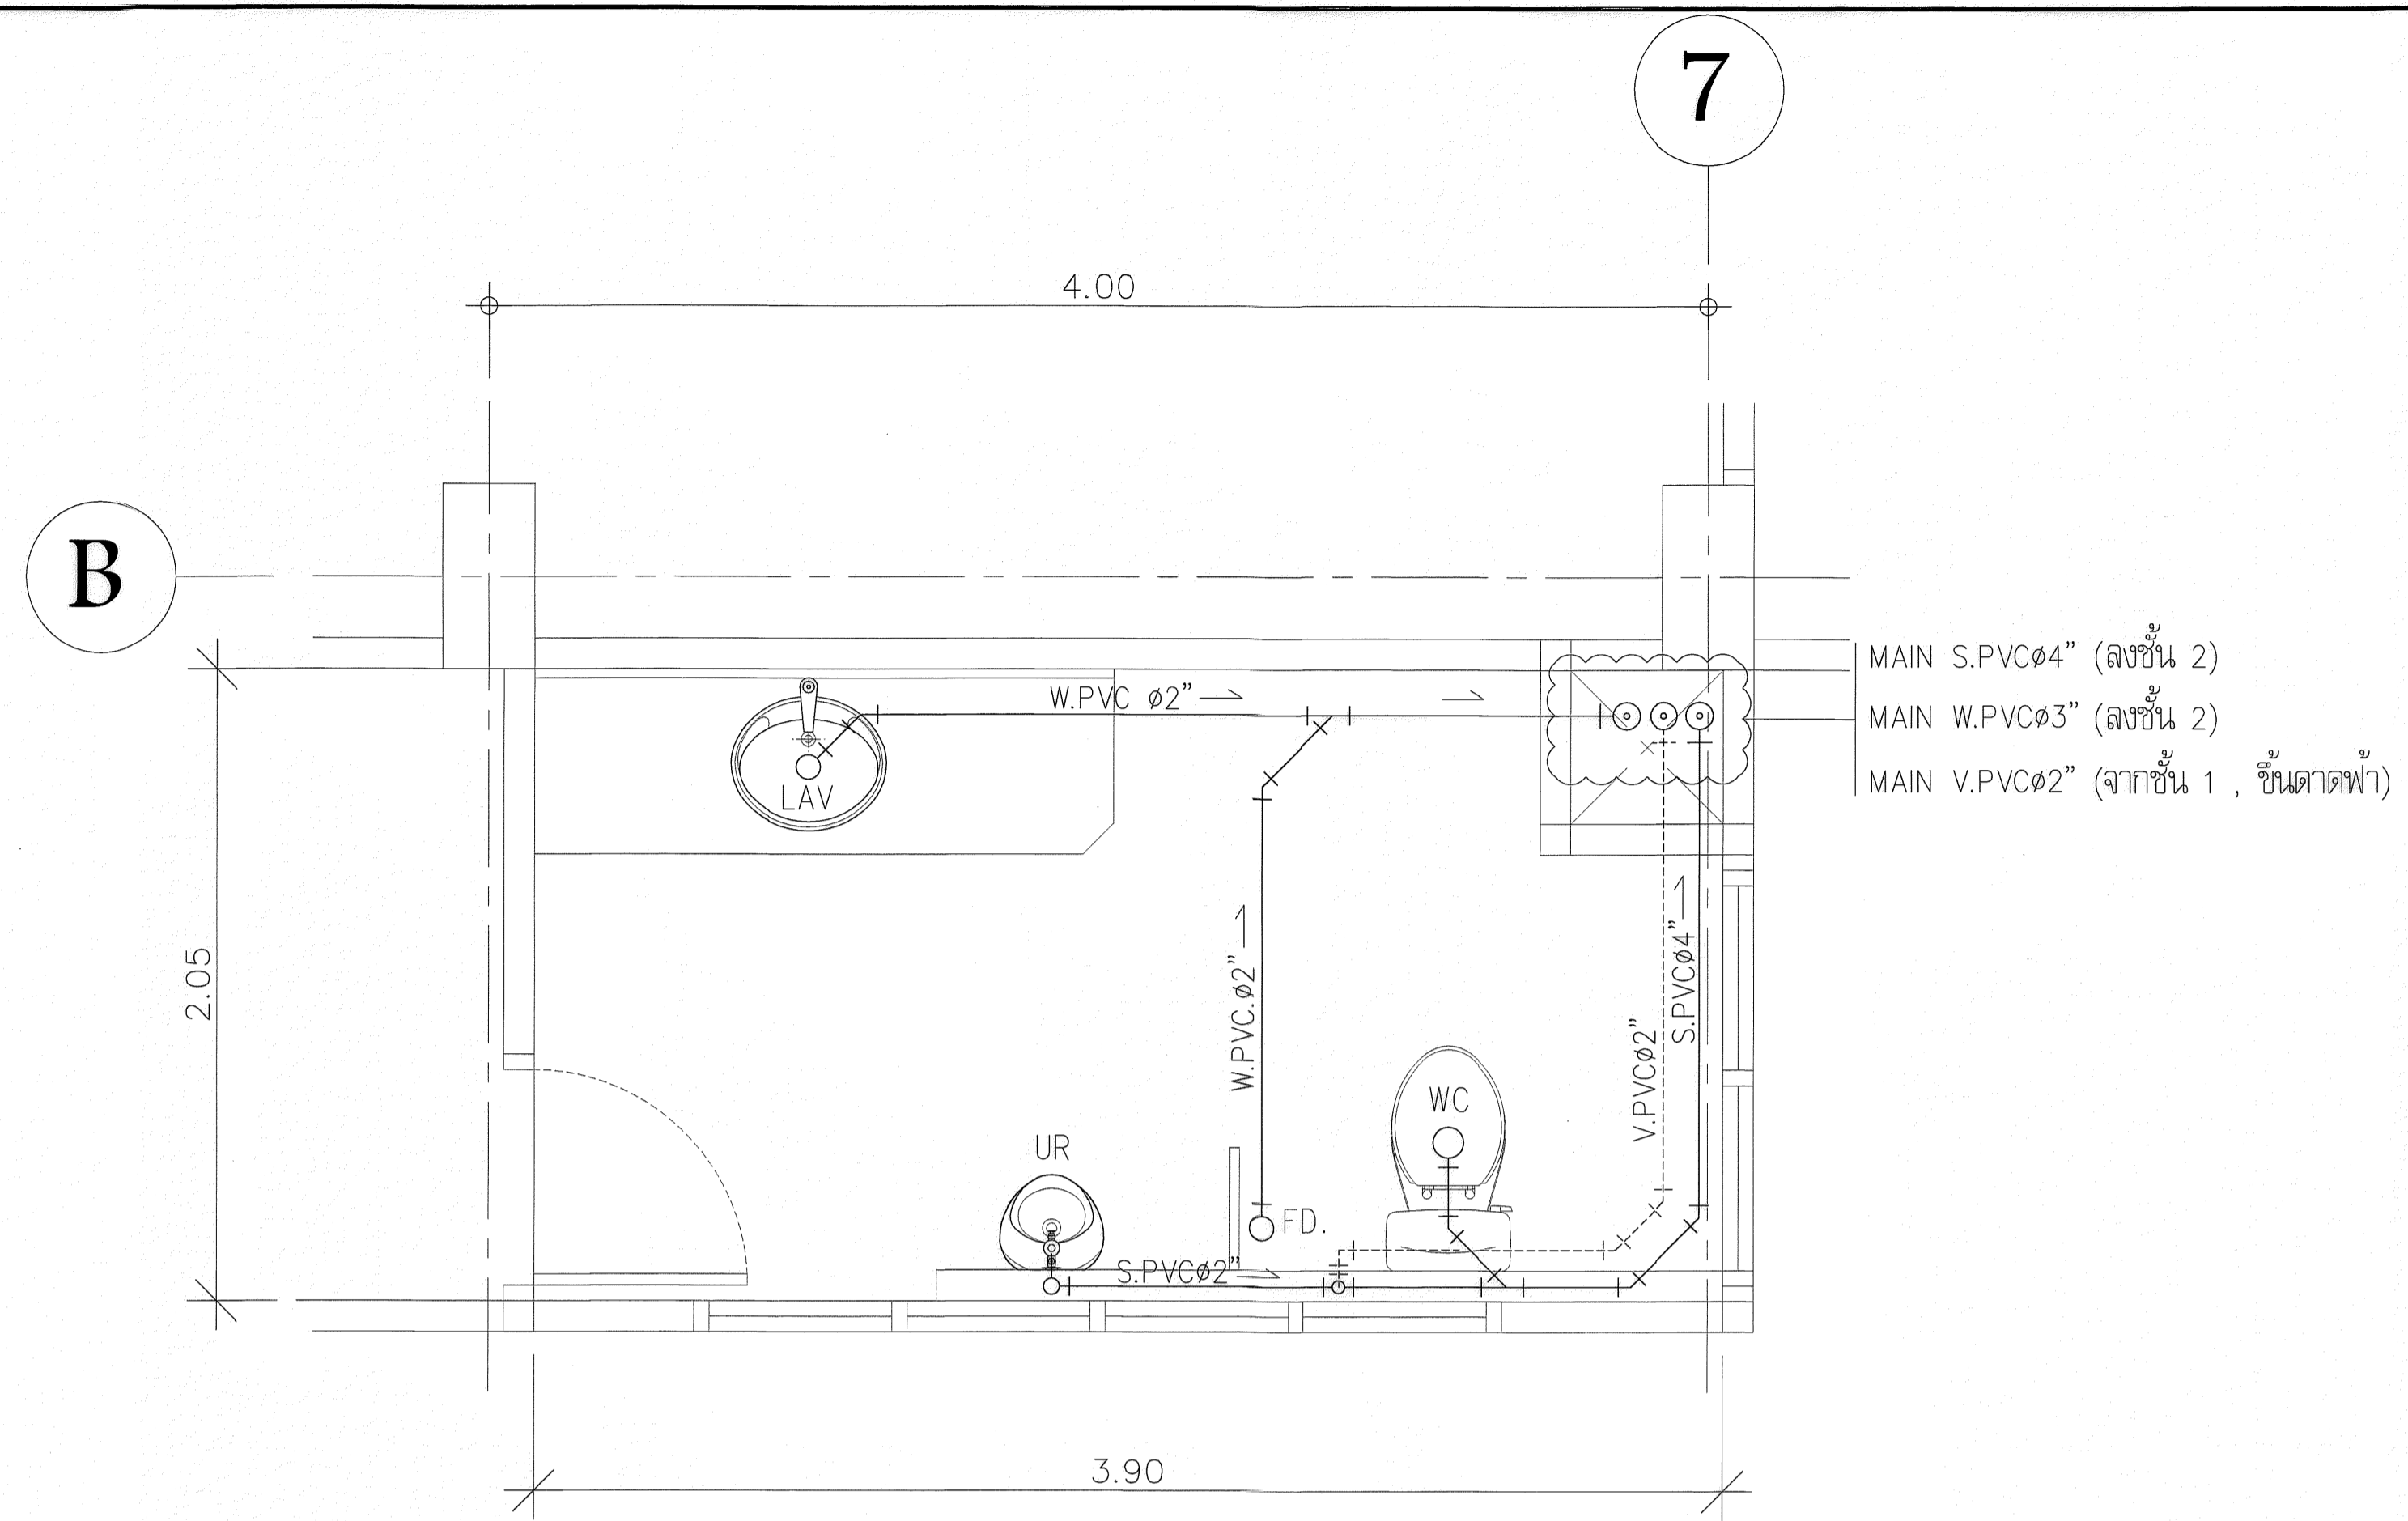 7
4.00
B
MAIN S.PVCø4" (ลงชั้น 2)
MAIN W.PVCø3" (ลงชั้น 2)
MAIN V.PVCø2" (จากชั้น 1 , ขึ้นดาดฟ้า)
W.PVC ø2"
LAV
2.05
W.PVC.ø2"
S.PVCø4"
V.PVCø2"
WC
UR
FD.
S.PVCø2"
3.90